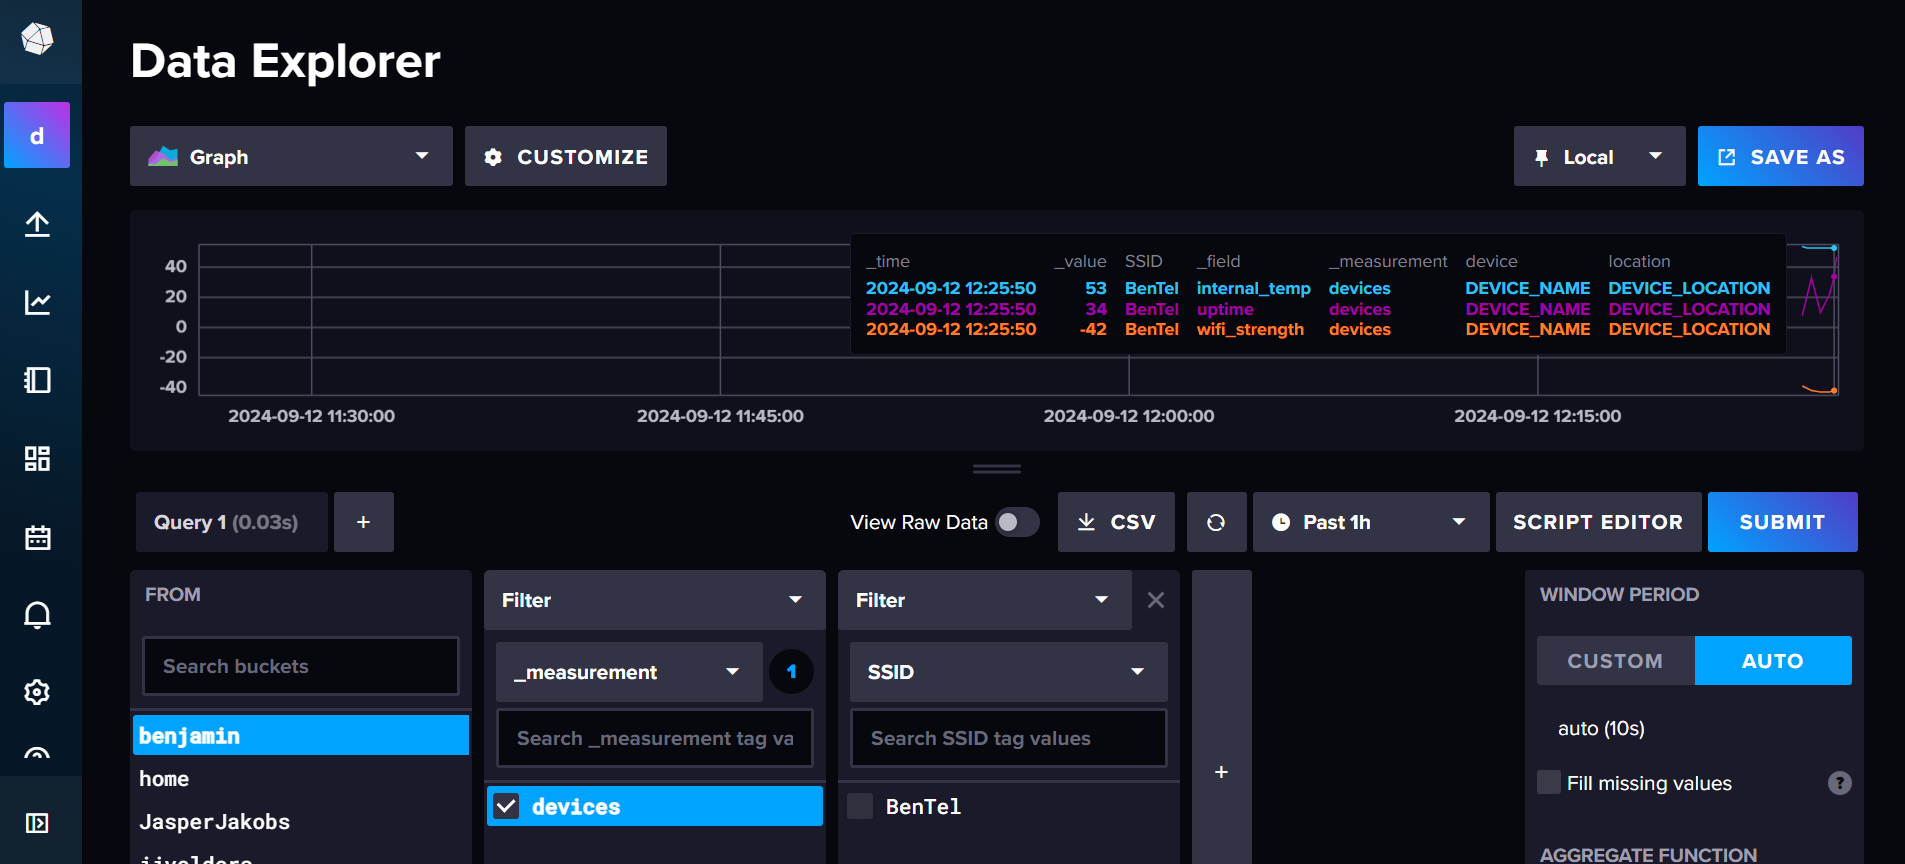 Data Explorer
d
Graph
CUSTOMIZE
Local
SAVE AS
_time _value SSID _field _measurement device location
2024-09-12 12:25:50 53 BenTel internal_temp devices DEVICE_NAME DEVICE_LOCATION
2024-09-12 12:25:50 34 BenTel uptime devices DEVICE_NAME DEVICE_LOCATION
2024-09-12 12:25:50 -42 BenTel wifi_strength devices DEVICE_NAME DEVICE_LOCATION
40
20
0
-20
-40
2024-09-12 11:30:00 2024-09-12 11:45:00 2024-09-12 12:00:00 2024-09-12 12:15:00
Query 1 (0.03s)
+
View Raw Data
CSV
Past 1h
SCRIPT EDITOR
SUBMIT
FROM
Search buckets
benjamin
home
JasperJakobs
Filter
_measurement
1
Search _measurement tag va
devices
Filter
SSID
Search SSID tag values
BenTel
+
WINDOW PERIOD
CUSTOM
AUTO
auto (10s)
Fill missing values
?
AGGREGATE FUNCTION